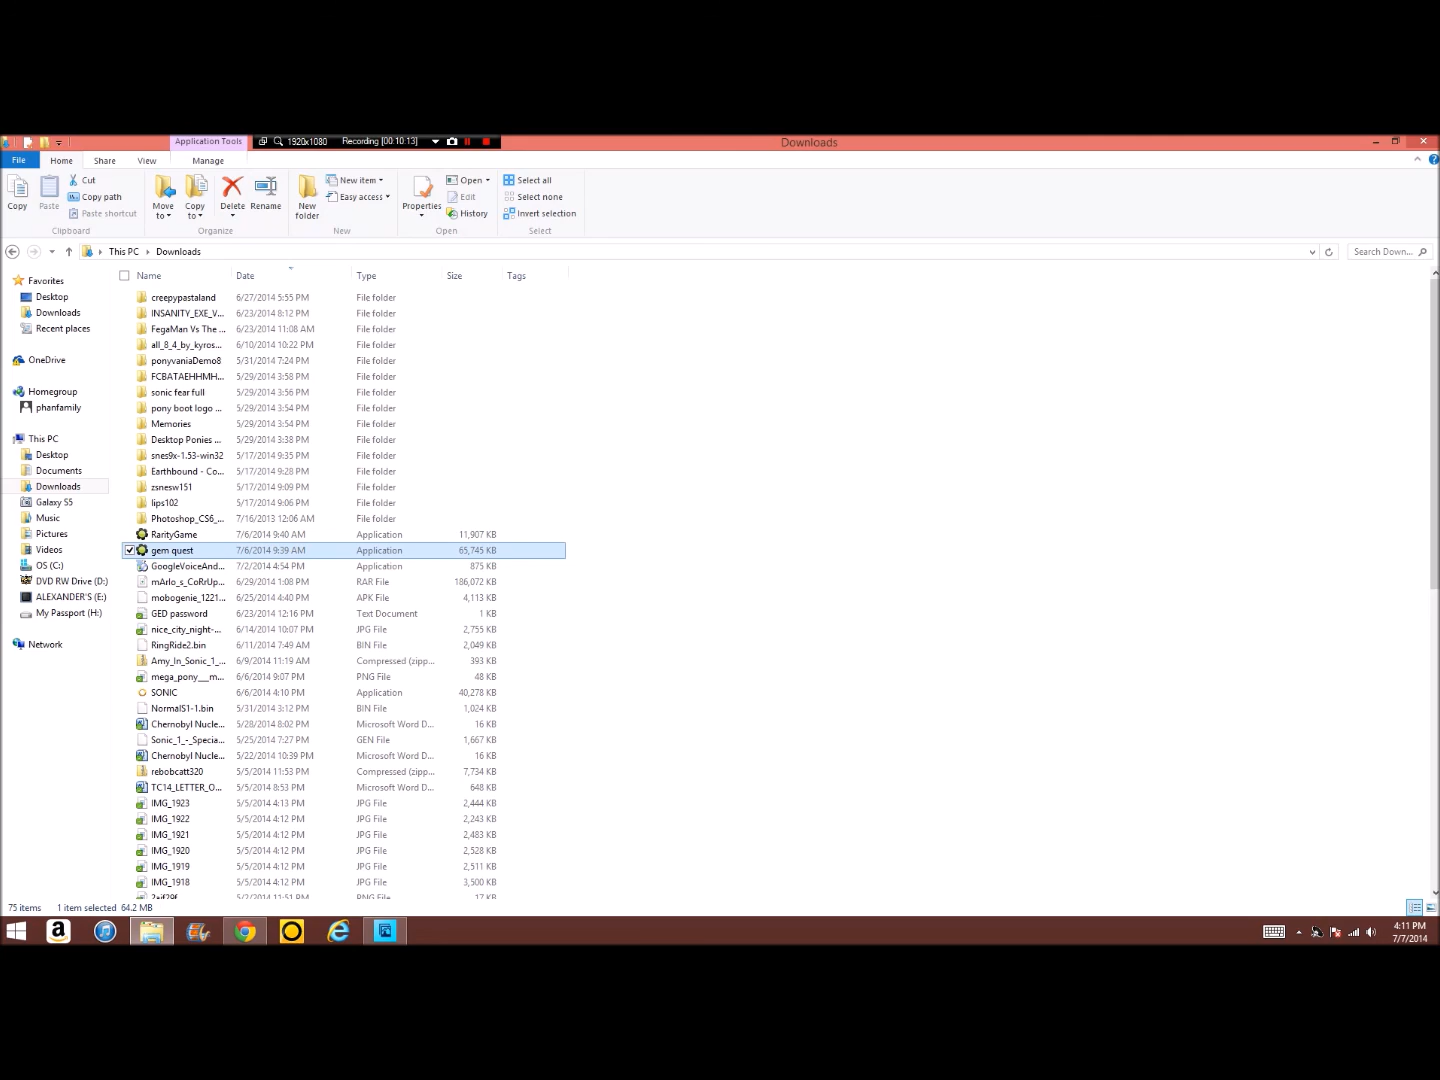 Application Tools 1920x1080 Recording [00:10:13] Downloads
File Home Share View Manage
Copy
Paste
Cut
Copy path
Paste shortcut
Clipboard
Move to
Copy to
Delete
Rename
Organize
New folder
New item
Easy access
New
Properties
Open
Edit
History
Open
Select all
Select none
Invert selection
Select
This PC Downloads Search Down...
Favorites
Desktop
Downloads
Recent places
OneDrive
Homegroup
phanfamily
This PC
Desktop
Documents
Downloads
Galaxy S5
Music
Pictures
Videos
OS (C:)
DVD RW Drive (D:)
ALEXANDER'S (E:)
My Passport (H:)
Network
Name Date Type Size Tags
creepypastaland 6/27/2014 5:55 PM File folder
INSANITY_EXE_V... 6/23/2014 8:12 PM File folder
FegaMan Vs The ... 6/23/2014 11:08 AM File folder
all_8_4_by_kyros... 6/10/2014 10:22 PM File folder
ponyvaniaDemo8 5/31/2014 7:24 PM File folder
FCBATAEHHMH... 5/29/2014 3:58 PM File folder
sonic fear full 5/29/2014 3:56 PM File folder
pony boot logo ... 5/29/2014 3:54 PM File folder
Memories 5/29/2014 3:54 PM File folder
Desktop Ponies ... 5/29/2014 3:38 PM File folder
snes9x-1.53-win32 5/17/2014 9:35 PM File folder
Earthbound - Co... 5/17/2014 9:28 PM File folder
zsnesw151 5/17/2014 9:09 PM File folder
lips102 5/17/2014 9:06 PM File folder
Photoshop_CS6_... 7/16/2013 12:06 AM File folder
RarityGame 7/6/2014 9:40 AM Application 11,907 KB
gem quest 7/6/2014 9:39 AM Application 65,745 KB
GoogleVoiceAnd... 7/2/2014 4:54 PM Application 875 KB
mArIo_s_CoRrUp... 6/29/2014 1:08 PM RAR File 186,072 KB
mobogenie_1221... 6/25/2014 4:40 PM APK File 4,113 KB
GED password 6/23/2014 12:16 PM Text Document 1 KB
nice_city_night-... 6/14/2014 10:07 PM JPG File 2,755 KB
RingRide2.bin 6/11/2014 7:49 AM BIN File 2,049 KB
Amy_In_Sonic_1_... 6/9/2014 11:19 AM Compressed (zipp... 393 KB
mega_pony___m... 6/6/2014 9:07 PM PNG File 48 KB
SONIC 6/6/2014 4:10 PM Application 40,278 KB
NormalS1-1.bin 5/31/2014 3:12 PM BIN File 1,024 KB
Chernobyl Nucle... 5/28/2014 8:02 PM Microsoft Word D... 16 KB
Sonic_1_-_Specia... 5/25/2014 7:27 PM GEN File 1,667 KB
Chernobyl Nucle... 5/22/2014 10:39 PM Microsoft Word D... 16 KB
rebobcatt320 5/5/2014 11:53 PM Compressed (zipp... 7,734 KB
TC14_LETTER_O... 5/5/2014 8:53 PM Microsoft Word D... 648 KB
IMG_1923 5/5/2014 4:13 PM JPG File 2,444 KB
IMG_1922 5/5/2014 4:12 PM JPG File 2,243 KB
IMG_1921 5/5/2014 4:12 PM JPG File 2,483 KB
IMG_1920 5/5/2014 4:12 PM JPG File 2,528 KB
IMG_1919 5/5/2014 4:12 PM JPG File 2,511 KB
IMG_1918 5/5/2014 4:12 PM JPG File 3,500 KB
5/2/2014 11:51 PM PNG File 17 KB
75 items 1 item selected 64.2 MB
4:11 PM
7/7/2014